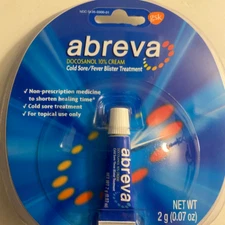 gsk
abreva
DOCOSANOL 10% CREAM
Cold Sore/Fever Blister Treatment
✓ Non-prescription medicine
to shorten healing time*
✓ Cold sore treatment
✓ For topical use only
abreva
NET WT
2 g (0.07 oz)